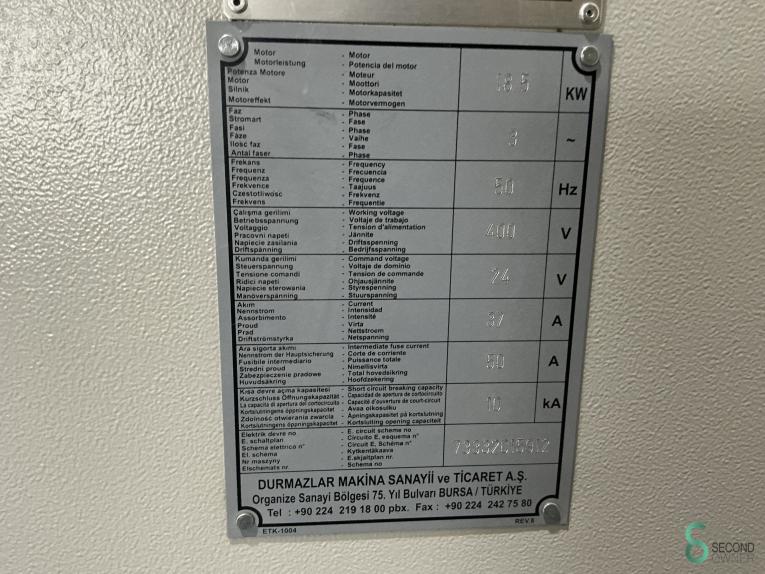 Motor - Motor
Motorleistung - Potencia del motor
Potenza Motore - Moteur
Motor - Moottori
Silnik - Motorkapasitet
Motoreffekt - Motorvermogen
18 5 KW
Faz - Phase
Stromart - Fase
Fasi - Phase
Fáze - Vaihe
Ilosc faz - Fase
Antal faser - Phase
3 ~
Frekans - Frequency
Frequenz - Frecuencia
Frequenza - Frequence
Frekvence - Taajuus
Czestotliwosc - Frekvenz
Frekvens - Frequentie
50 Hz
Çalışma gerilimi - Working voltage
Betriebsspannung - Voltaje de trabajo
Voltaggio - Tension d'alimentation
Pracovni napeti - Jännite
Napiecie zasilania - Driftsspenning
Driftspänning - Bedrijfsspanning
400 V
Kumanda gerilimi - Command voltage
Steuerspannung - Voltaje de dominio
Tensione comandi - Tension de commande
Ridici napeti - Ohjausjännite
Napiecie sterowania - Styrespenning
Manöverspänning - Stuurspanning
24 V
Akım - Current
Nennstrom - Intensidad
Assorbimento - Intensité
Proud - Virta
Prad - Nettstroem
Driftströmstyrka - Netspanning
37 A
Ara sigorta akımı - Intermediate fuse current
Nennstrom der Hauptsicherung - Corte de corriente
Fusibile intermediario - Puissance totale
Stredni proud - Nimellisvirta
Zabezpieczenie pradowe - Total hovedsikring
Huvudsäkring - Hoofdzekering
50 A
Kısa devre açma kapasitesi - Short circuit breaking capacity
Kurzschluss Öffnungskapazität - Capacidad de apertura de cortocircuito
La capacita di apertura del cortocircuito - Capacité d'ouverture de court-circuit
Kortslutningens öppningskapasitet - Avaa oikosulku
Zdolnośc otwierania zwarcia - Åpningskapasitet på kortslutning
Kortslutningens öppningskapacitet - Kortslutting opening capaciteit
10 kA
Elektrik devre no - E. circuit scheme no
E. schaltplan - Circuito E, esquema n°
Schema elettrico n° - Circuit E, Schéma n°
El. schema - Kytkentäkaava
Nr maszyny - E.skjaltplan nr.
Elschemats nr. - Schema no
DURMAZLAR MAKİNA SANAYİİ ve TİCARET A.Ş.
Organize Sanayi Bölgesi 75. Yıl Bulvarı BURSA / TÜRKİYE
Tel : +90 224 219 18 00 pbx. Fax : +90 224 242 75 80
ETK-1004 REV.8
SECOND
OWNER